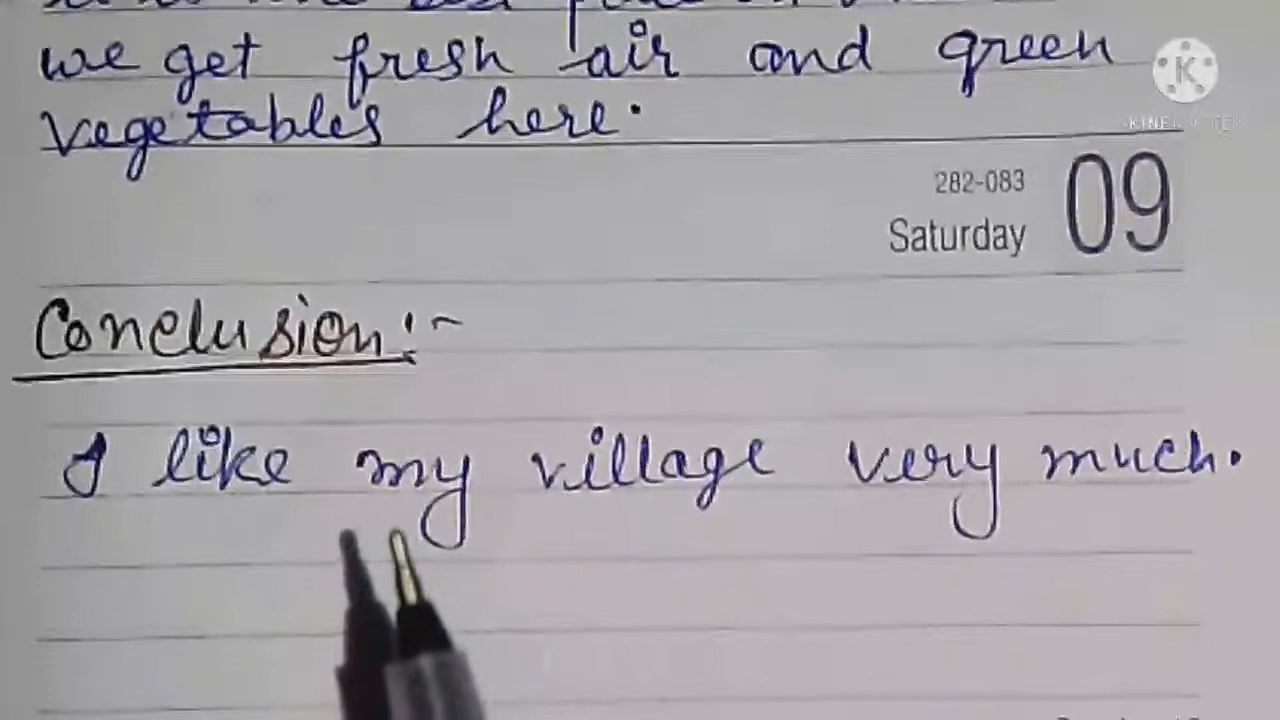 we get fresh air and green
vegetables here.
282-083
Saturday 09
Conclusion:-
I like my village very much.
K